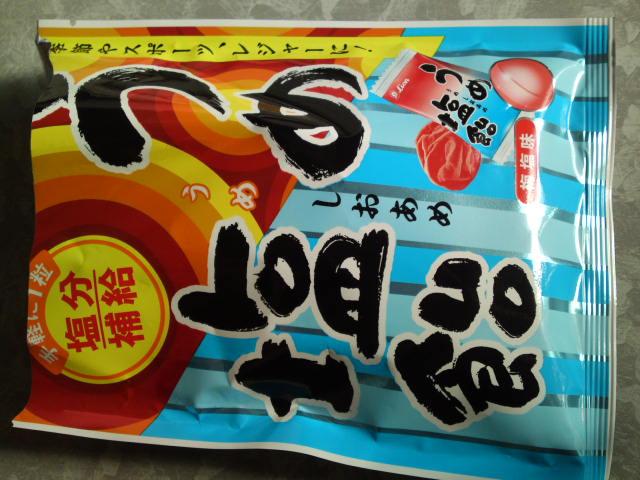 季節やスポーツ、レジャーに!
うめ
うめ
塩飴
しおあめ
手軽に1粒
塩分
補給
Lion
うめ
塩飴
梅塩味